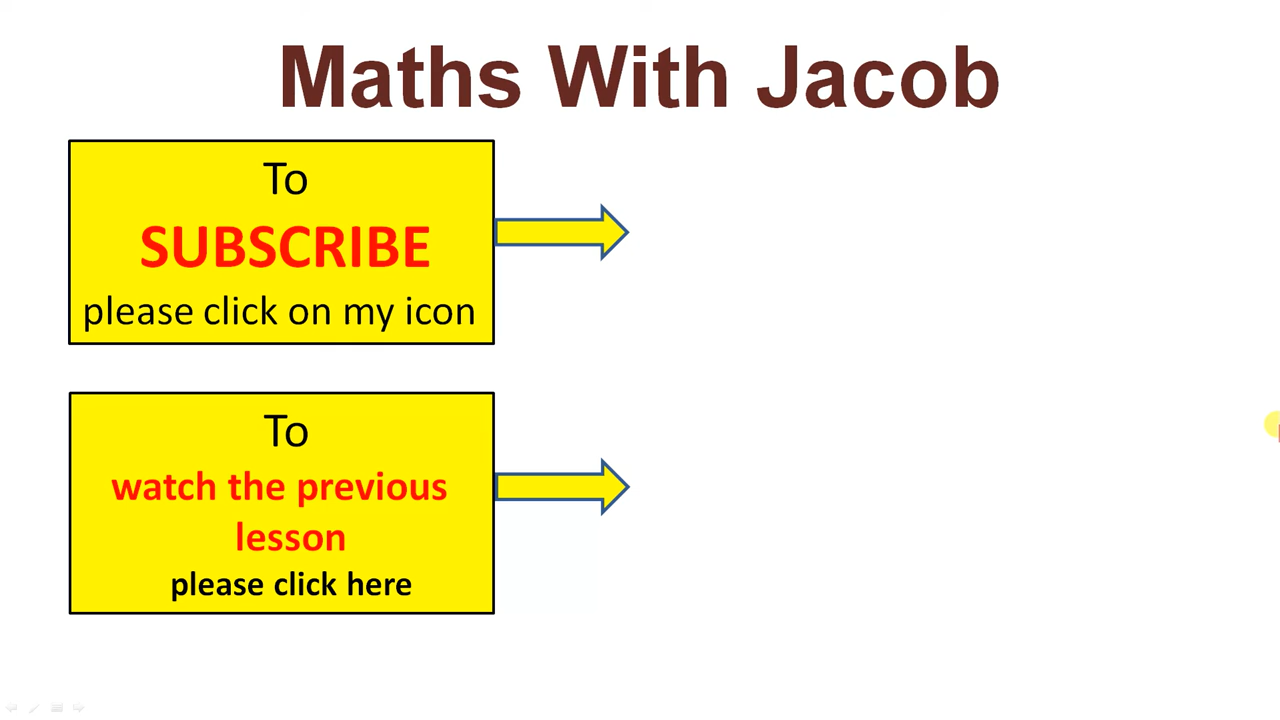 Maths With Jacob
To
SUBSCRIBE
please click on my icon
To
watch the previous
lesson
please click here